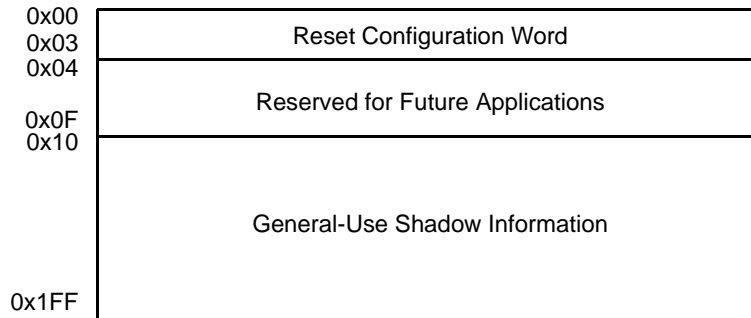 0x00
Reset Configuration Word
0x03
0x04
Reserved for Future Applications
0x0F
0x10
General-Use Shadow Information
0x1FF